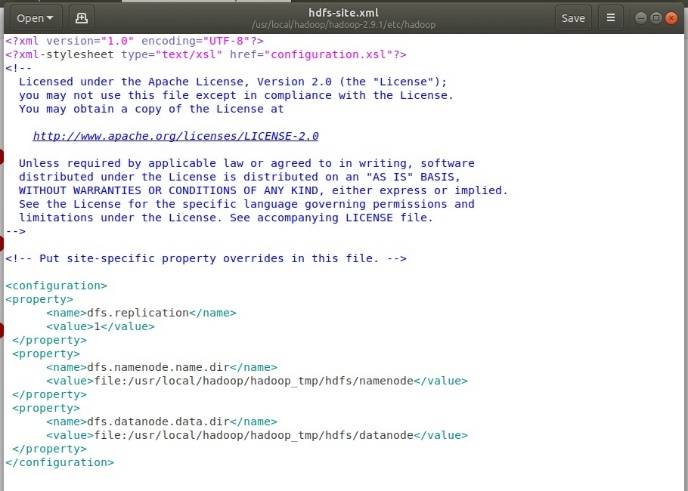 Open
hdfs-site.xml
/usr/local/hadoop/hadoop-2.9.1/etc/hadoop
Save
<?xml version="1.0" encoding="UTF-8"?>
<?xml-stylesheet type="text/xsl" href="configuration.xsl"?>
<!--
  Licensed under the Apache License, Version 2.0 (the "License");
  you may not use this file except in compliance with the License.
  You may obtain a copy of the License at
    http://www.apache.org/licenses/LICENSE-2.0
  Unless required by applicable law or agreed to in writing, software
  distributed under the License is distributed on an "AS IS" BASIS,
  WITHOUT WARRANTIES OR CONDITIONS OF ANY KIND, either express or implied.
  See the License for the specific language governing permissions and
  limitations under the License. See accompanying LICENSE file.
-->
<!-- Put site-specific property overrides in this file. -->
<configuration>
<property>
      <name>dfs.replication</name>
      <value>1</value>
 </property>
 <property>
      <name>dfs.namenode.name.dir</name>
      <value>file:/usr/local/hadoop/hadoop_tmp/hdfs/namenode</value>
 </property>
 <property>
      <name>dfs.datanode.data.dir</name>
      <value>file:/usr/local/hadoop/hadoop_tmp/hdfs/datanode</value>
 </property>
</configuration>